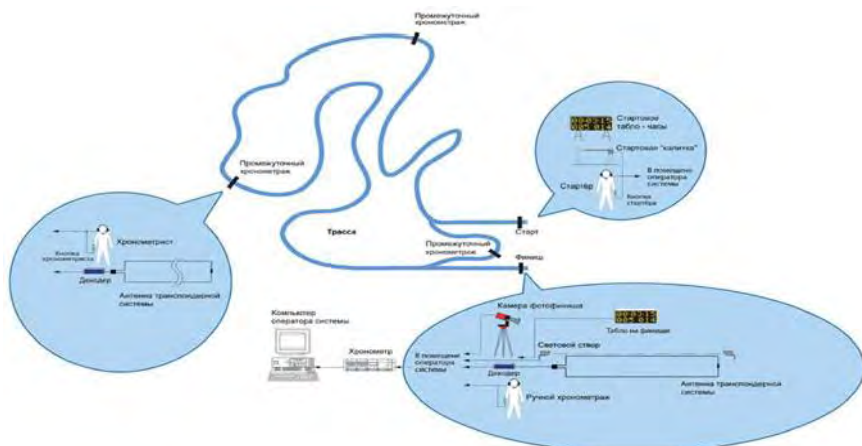 Промежуточный
хронометраж
Стартовое
табло - часы
Стартовая "калитка"
В помещение
оператора
системы
Стартёр
Кнопка
стартёра
Промежуточный
хронометраж
Старт
Трасса
Промежуточный
хронометраж
Финиш
Хронометрист
Кнопка
хронометриста
Декодер
Антенна транспондерной
системы
Камера фотофиниша
Табло на финише
Компьютер
оператора системы
Хронометр
Световой створ
В помещение
оператора
системы
Декодер
Антенна транспондерной
системы
Ручной хронометраж